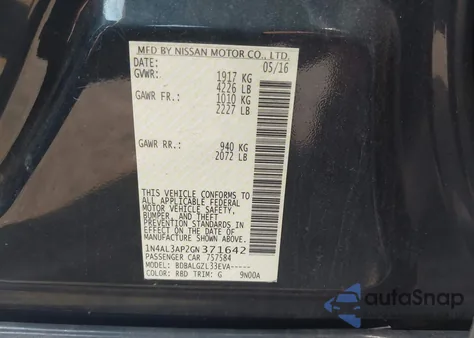 MFD BY NISSAN MOTOR CO., LTD.
DATE: 05/16
GVWR: 1917 KG
4226 LB
GAWR FR.: 1010 KG
2227 LB
GAWR RR.: 940 KG
2072 LB
THIS VEHICLE CONFORMS TO
ALL APPLICABLE FEDERAL
MOTOR VEHICLE SAFETY,
BUMPER, AND THEFT
PREVENTION STANDARDS
IN EFFECT ON THE DATE OF
MANUFACTURE SHOWN ABOVE.
1N4AL3AP2GN371642
PASSENGER CAR 757584
MODEL: BDBALGZL33EVA-----
COLOR: RBD TRIM: G 9N00A
autoSnap